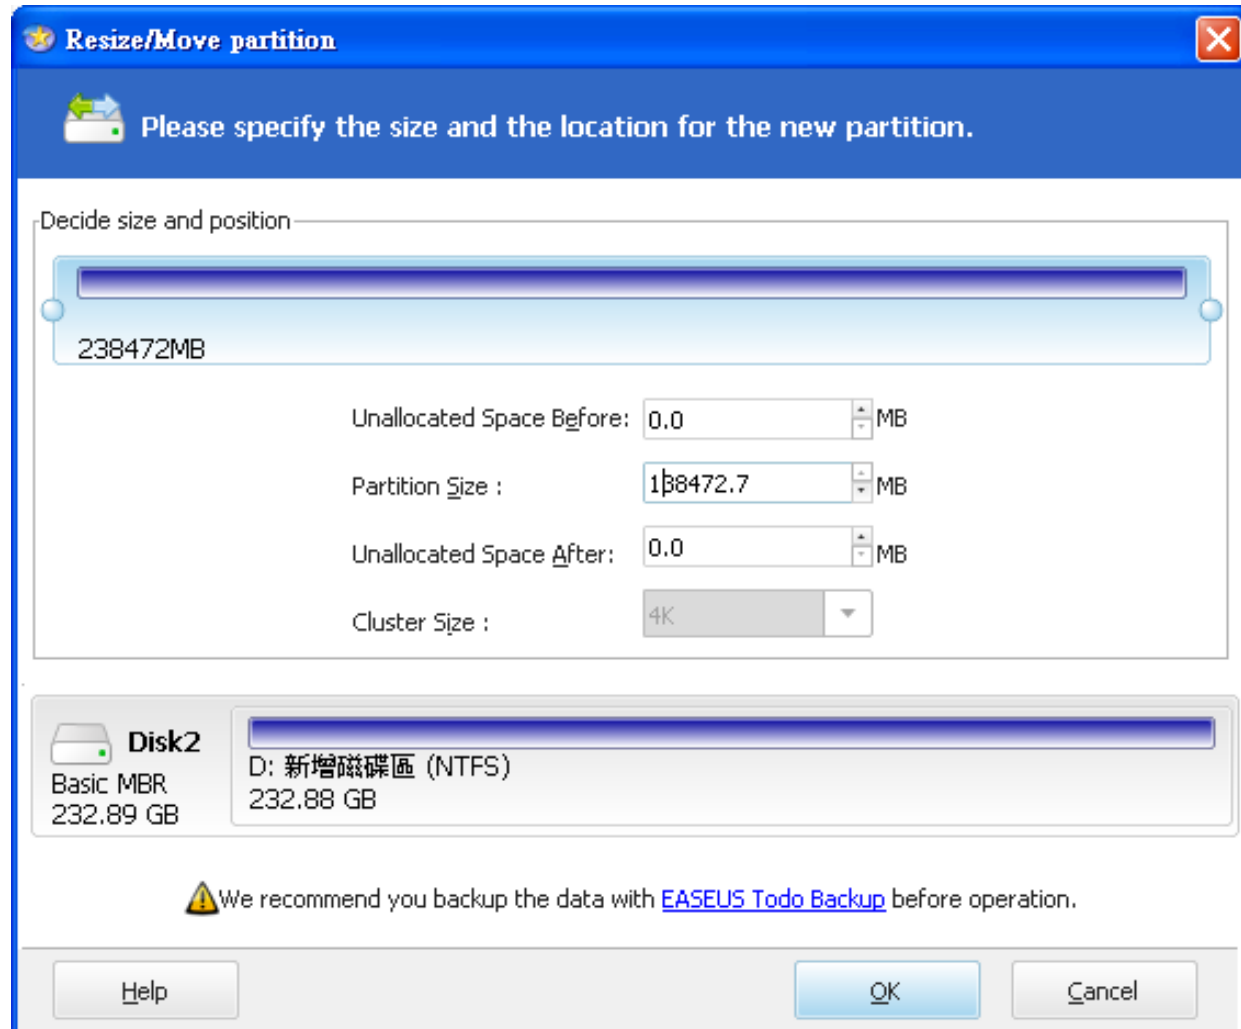 Resize/Move partition
Please specify the size and the location for the new partition.
Decide size and position
238472MB
Unallocated Space Before: 0.0 MB
Partition Size : 138472.7 MB
Unallocated Space After: 0.0 MB
Cluster Size : 4K
Disk2
Basic MBR
232.89 GB
D: 新增磁碟區 (NTFS)
232.88 GB
We recommend you backup the data with EASEUS Todo Backup before operation.
Help OK Cancel